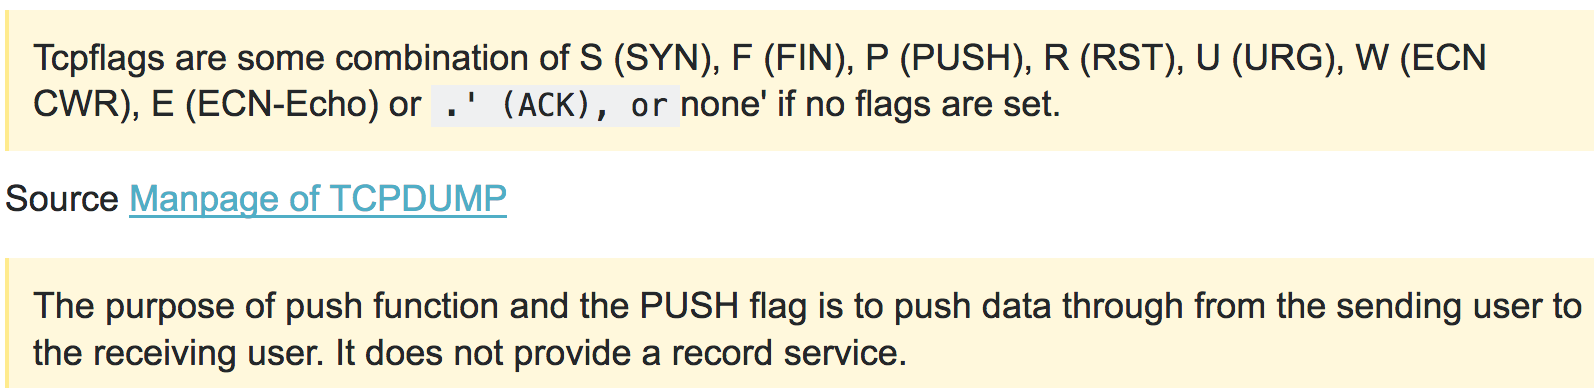 Tcpflags are some combination of S (SYN), F (FIN), P (PUSH), R (RST), U (URG), W (ECN
CWR), E (ECN-Echo) or .' (ACK), or none' if no flags are set.
Source Manpage of TCPDUMP
The purpose of push function and the PUSH flag is to push data through from the sending user to
the receiving user. It does not provide a record service.